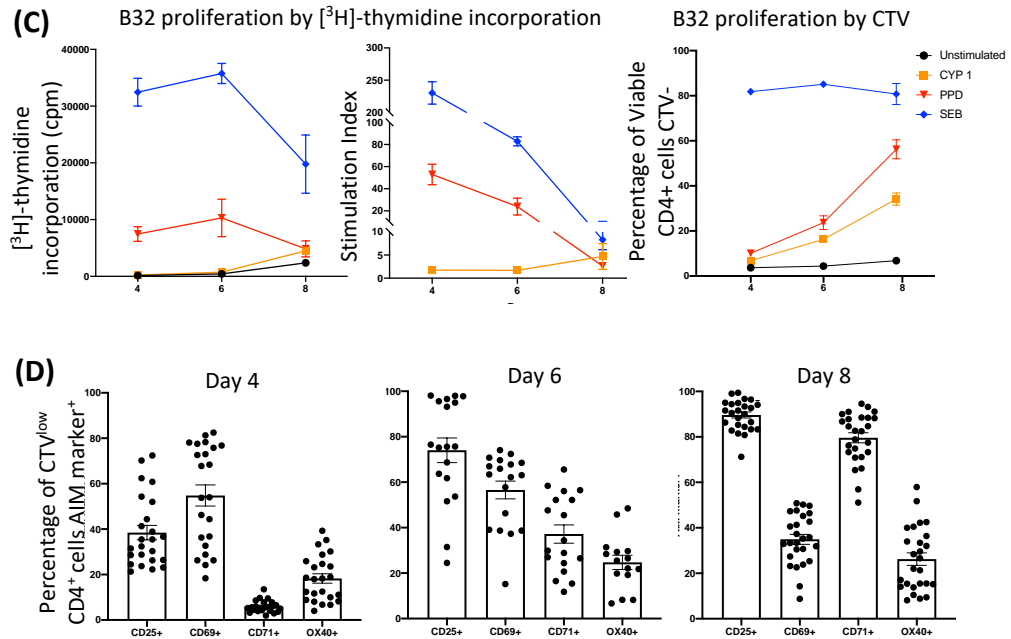 (C)
B32 proliferation by [³H]-thymidine incorporation
B32 proliferation by CTV
[³H]-thymidine
incorporation (cpm)
40000
30000
20000
10000
0
4 6 8
Stimulation Index
300
250
200
150
100
100
80
60
40
20
10
5
0
4 6 8
Percentage of Viable
CD4+ cells CTV-
100
80
60
40
20
0
4 6 8
Unstimulated
CYP 1
PPD
SEB
(D)
Day 4
Percentage of CTVˡᵒʷ
CD4⁺ cells AIM marker⁺
100
80
60
40
20
0
CD25+ CD69+ CD71+ OX40+
Day 6
100
80
60
40
20
0
CD25+ CD69+ CD71+ OX40+
Day 8
100
80
60
40
20
0
CD25+ CD69+ CD71+ OX40+